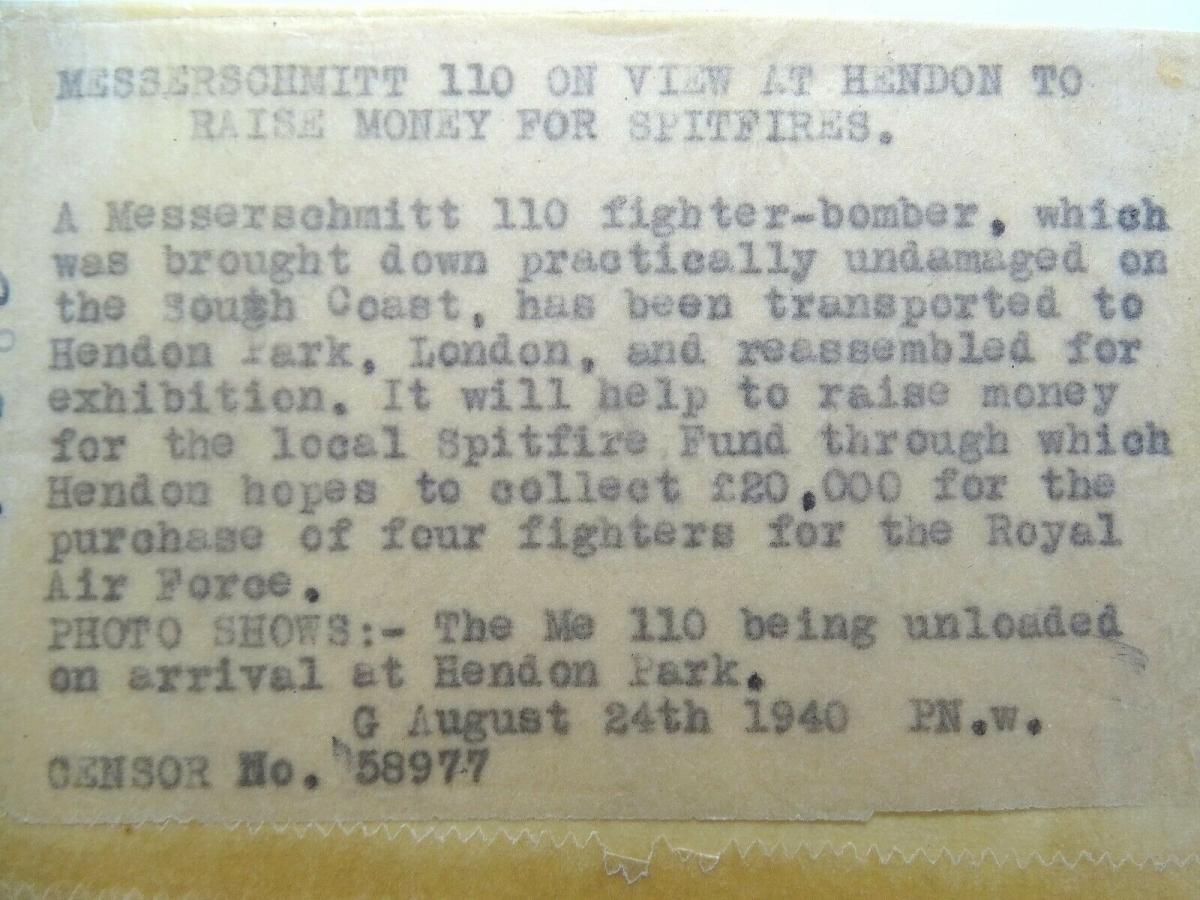 MESSERSCHMITT 110 ON VIEW AT HENDON TO
RAISE MONEY FOR SPITFIRES.
A Messerschmitt 110 fighter-bomber, which
was brought down practically undamaged on
the South Coast, has been transported to
Hendon Park, London, and reassembled for
exhibition. It will help to raise money
for the local Spitfire Fund through which
Hendon hopes to collect £20,000 for the
purchase of four fighters for the Royal
Air Force.
PHOTO SHOWS:- The Me 110 being unloaded
on arrival at Hendon Park.
G August 24th 1940 PN.w.
CENSOR No. 58977